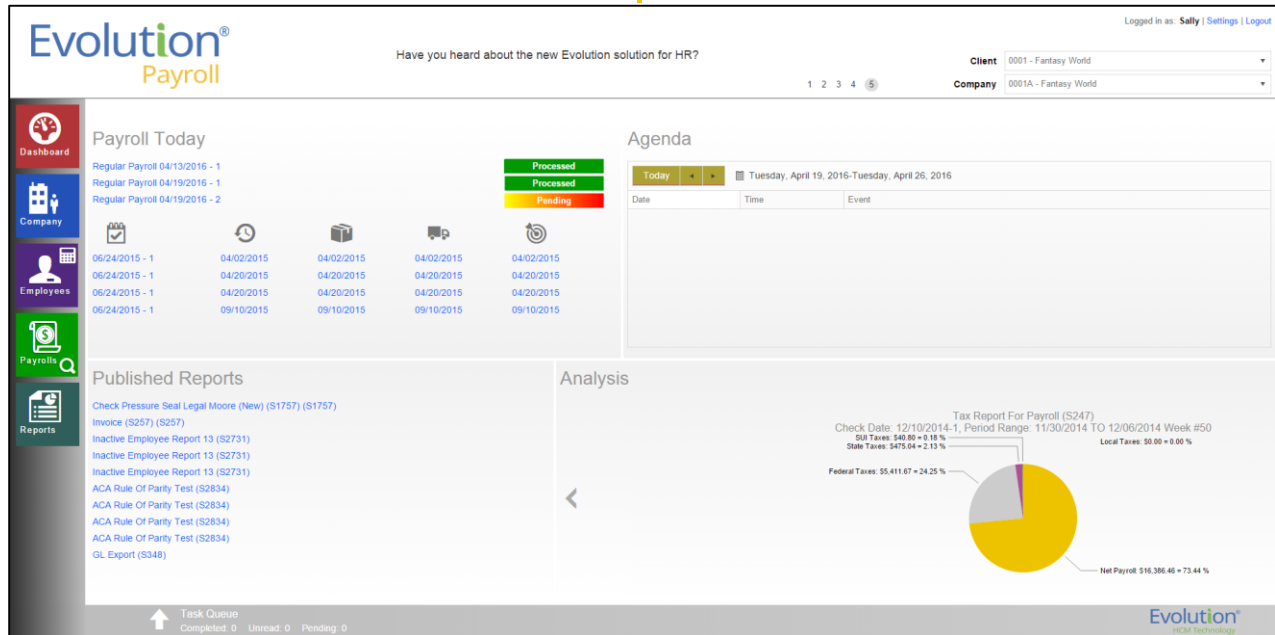 Logged in as: Sally | Settings | Logout
Evolution®
Payroll
Have you heard about the new Evolution solution for HR?
1 2 3 4 5
Client 0001 - Fantasy World
Company 0001A - Fantasy World
Dashboard
Company
Employees
Payrolls
Reports
Payroll Today
Regular Payroll 04/13/2016 - 1 Processed
Regular Payroll 04/19/2016 - 1 Processed
Regular Payroll 04/19/2016 - 2 Pending
06/24/2015 - 1 04/02/2015 04/02/2015 04/02/2015 04/02/2015
06/24/2015 - 1 04/20/2015 04/20/2015 04/20/2015 04/20/2015
06/24/2015 - 1 04/20/2015 04/20/2015 04/20/2015 04/20/2015
06/24/2015 - 1 09/10/2015 09/10/2015 09/10/2015 09/10/2015
Agenda
Today Tuesday, April 19, 2016-Tuesday, April 26, 2016
Date Time Event
Published Reports
Check Pressure Seal Legal Moore (New) (S1757) (S1757)
Invoice (S257) (S257)
Inactive Employee Report 13 (S2731)
Inactive Employee Report 13 (S2731)
Inactive Employee Report 13 (S2731)
ACA Rule Of Parity Test (S2834)
ACA Rule Of Parity Test (S2834)
ACA Rule Of Parity Test (S2834)
ACA Rule Of Parity Test (S2834)
GL Export (S348)
Analysis
Tax Report For Payroll (S247)
Check Date: 12/10/2014-1, Period Range: 11/30/2014 TO 12/06/2014 Week #50
SUI Taxes: $40.80 = 0.18 %
State Taxes: $475.04 = 2.13 %
Local Taxes: $0.00 = 0.00 %
Federal Taxes: $5,411.67 = 24.25 %
Net Payroll: $16,386.46 = 73.44 %
Task Queue
Completed: 0 Unread: 0 Pending: 0
Evolution®
HCM Technology